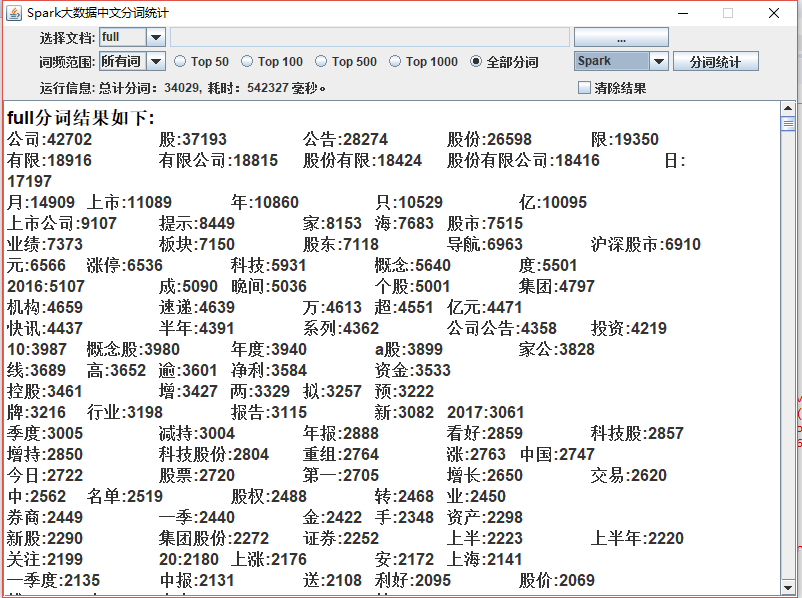 Spark大数据中文分词统计
选择文档: full ...
词频范围: 所有词 Top 50 Top 100 Top 500 Top 1000 全部分词 Spark 分词统计
运行信息: 总计分词：34029, 耗时：542327 毫秒。 清除结果
full分词结果如下:
公司:42702 股:37193 公告:28274 股份:26598 限:19350
有限:18916 有限公司:18815 股份有限:18424 股份有限公司:18416 日:
17197
月:14909 上市:11089 年:10860 只:10529 亿:10095
上市公司:9107 提示:8449 家:8153 海:7683 股市:7515
业绩:7373 板块:7150 股东:7118 导航:6963 沪深股市:6910
元:6566 涨停:6536 科技:5931 概念:5640 度:5501
2016:5107 成:5090 晚间:5036 个股:5001 集团:4797
机构:4659 速递:4639 万:4613 超:4551 亿元:4471
快讯:4437 半年:4391 系列:4362 公司公告:4358 投资:4219
10:3987 概念股:3980 年度:3940 a股:3899 家公:3828
线:3689 高:3652 逾:3601 净利:3584 资金:3533
控股:3461 增:3427 两:3329 拟:3257 预:3222
牌:3216 行业:3198 报告:3115 新:3082 2017:3061
季度:3005 减持:3004 年报:2888 看好:2859 科技股:2857
增持:2850 科技股份:2804 重组:2764 涨:2763 中国:2747
今日:2722 股票:2720 第一:2705 增长:2650 交易:2620
中:2562 名单:2519 股权:2488 转:2468 业:2450
券商:2449 一季:2440 金:2422 手:2348 资产:2298
新股:2290 集团股份:2272 证券:2252 上半:2223 上半年:2220
关注:2199 20:2180 上涨:2176 安:2172 上海:2141
一季度:2135 中报:2131 送:2108 利好:2095 股价:2069